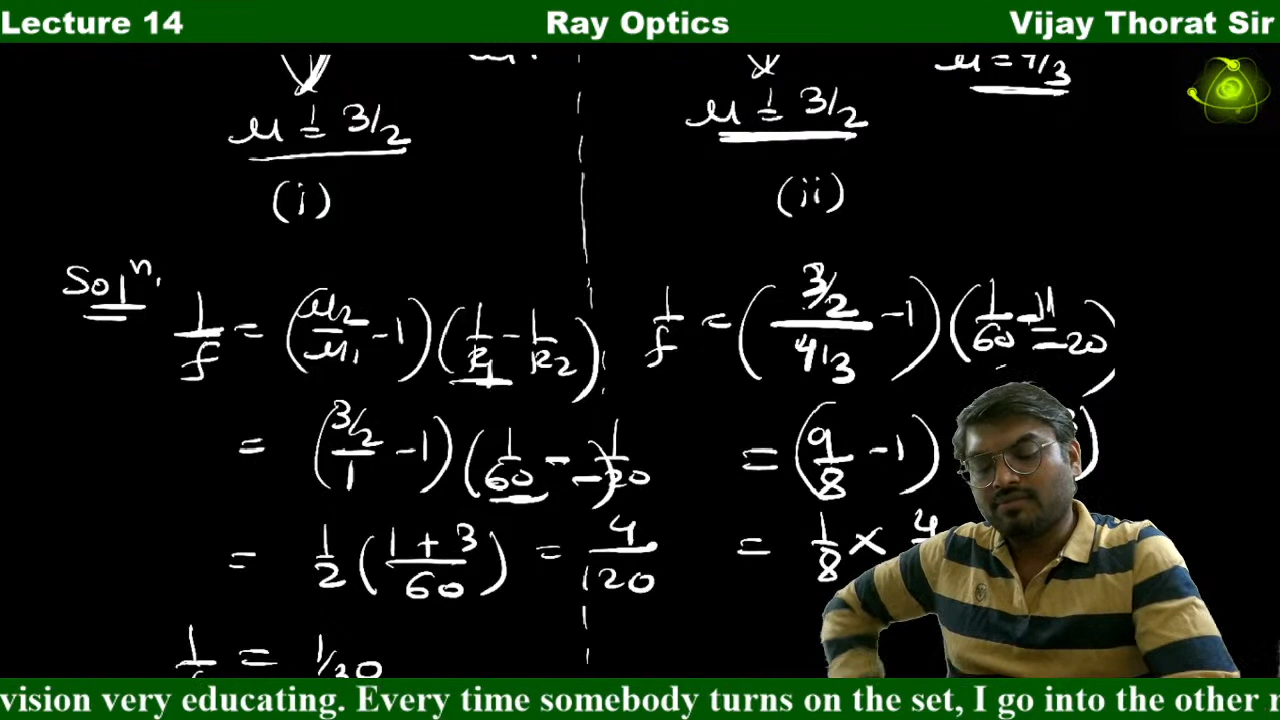 Lecture 14 Ray Optics Vijay Thorat Sir
μ = 3/2
(i)
μ = 4/3
μ = 3/2
(ii)
Solⁿ.
1/f = (μ₂/μ₁ - 1)(1/R₁ - 1/R₂)
= (3/2/1 - 1)(1/60 - 1/-20)
= 1/2 (1 + 3/60) = 4/120
1/f = 1/30
1/f = (3/2/4/3 - 1)(1/60 - 1/-20)
= (9/8 - 1)
= 1/8 × 4
vision very educating. Every time somebody turns on the set, I go into the other